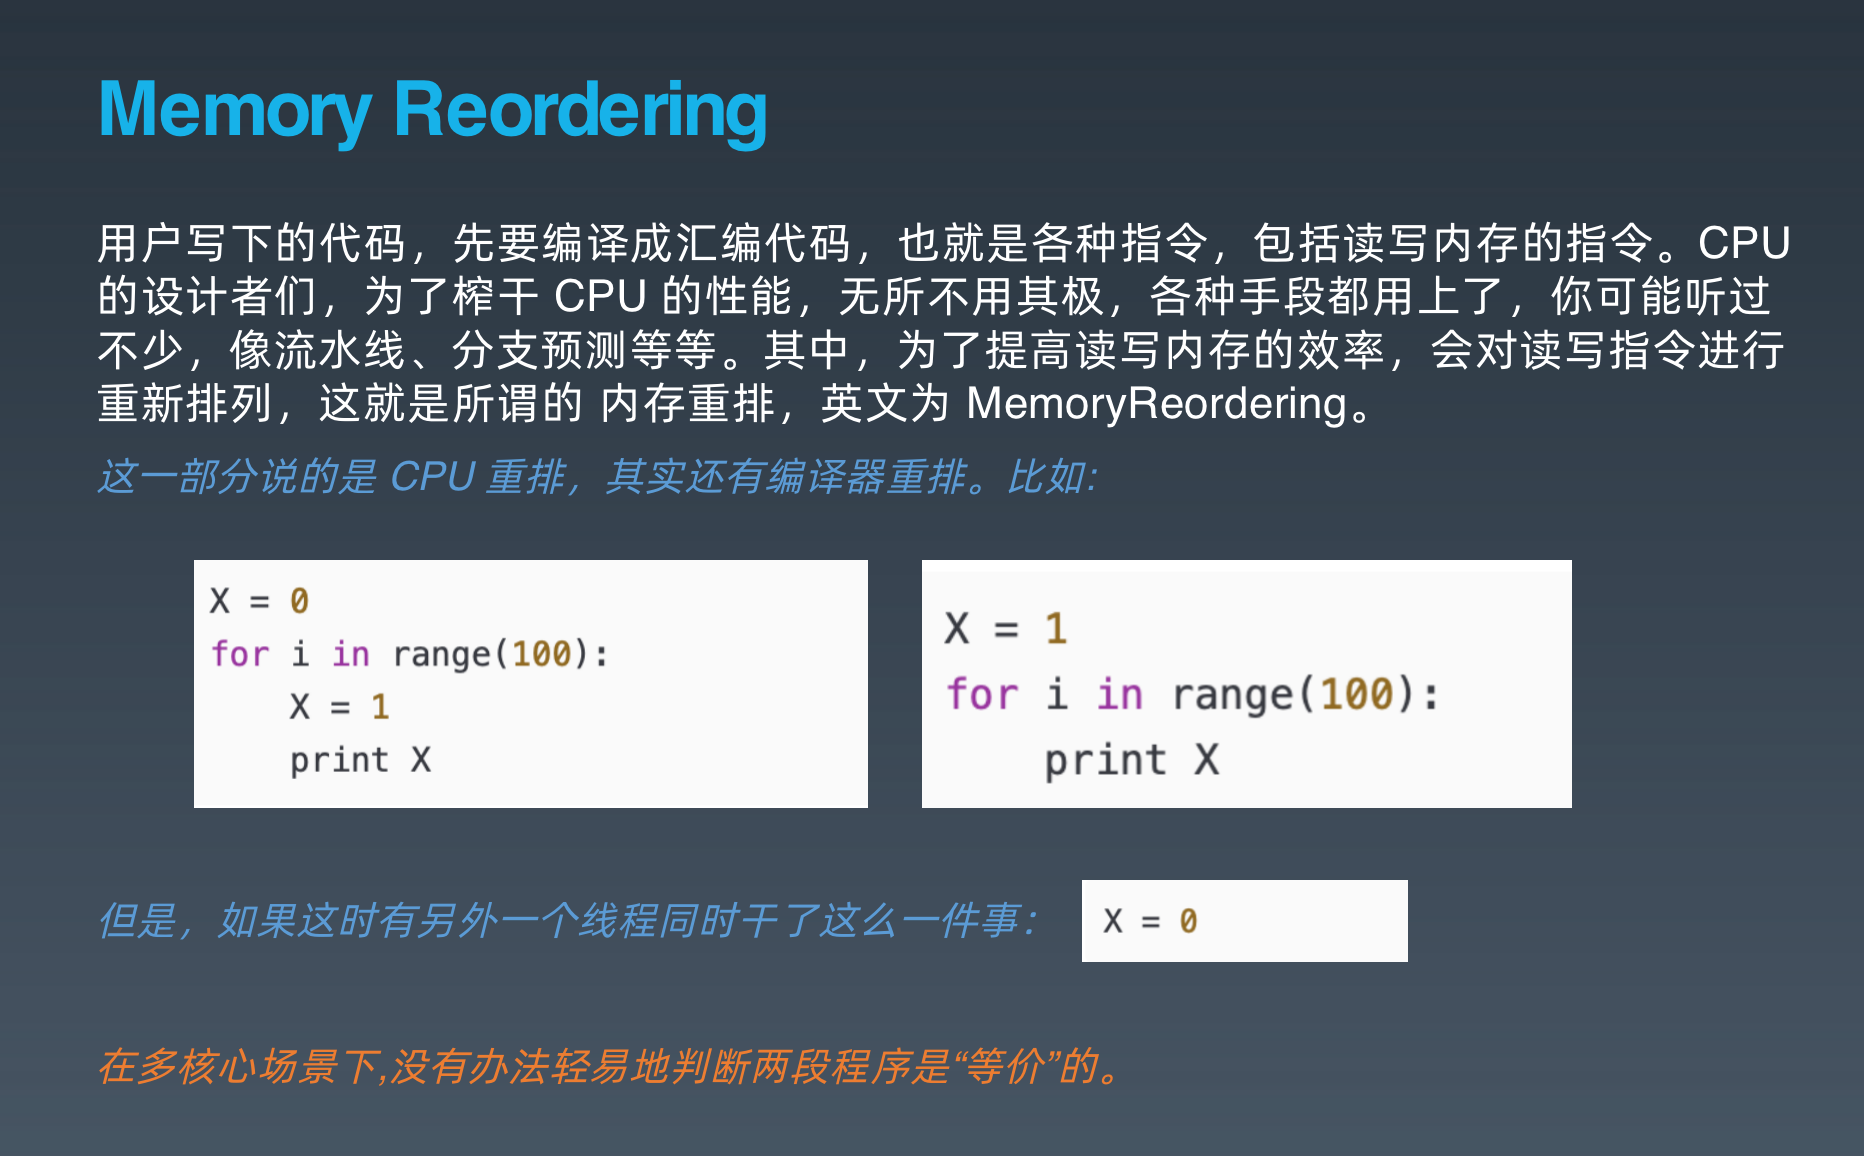 Memory Reordering
用户写下的代码，先要编译成汇编代码，也就是各种指令，包括读写内存的指令。CPU
的设计者们，为了榨干 CPU 的性能，无所不用其极，各种手段都用上了，你可能听过
不少，像流水线、分支预测等等。其中，为了提高读写内存的效率，会对读写指令进行
重新排列，这就是所谓的 内存重排，英文为 MemoryReordering。
这一部分说的是 CPU 重排，其实还有编译器重排。比如:
X = 0
for i in range(100):
    X = 1
    print X
X = 1
for i in range(100):
    print X
但是，如果这时有另外一个线程同时干了这么一件事：
X = 0
在多核心场景下,没有办法轻易地判断两段程序是“等价”的。